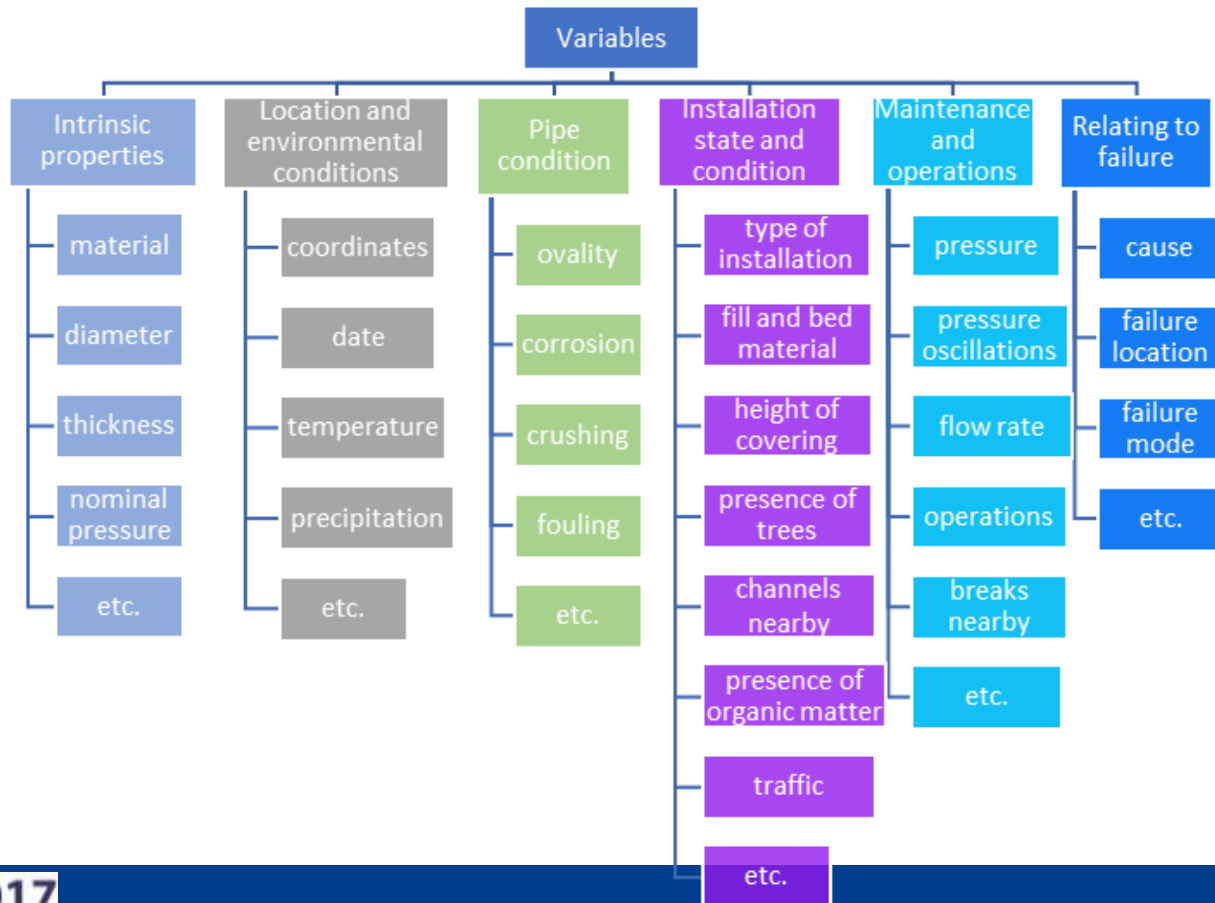 Variables
Intrinsic
properties
material
diameter
thickness
nominal
pressure
etc.
Location and
environmental
conditions
coordinates
date
temperature
precipitation
etc.
Pipe
condition
ovality
corrosion
crushing
fouling
etc.
Installation
state and
condition
type of
installation
fill and bed
material
height of
covering
presence of
trees
channels
nearby
presence of
organic matter
traffic
etc.
Maintenance
and
operations
pressure
pressure
oscillations
flow rate
operations
breaks
nearby
etc.
Relating to
failure
cause
failure
location
failure
mode
etc.
017